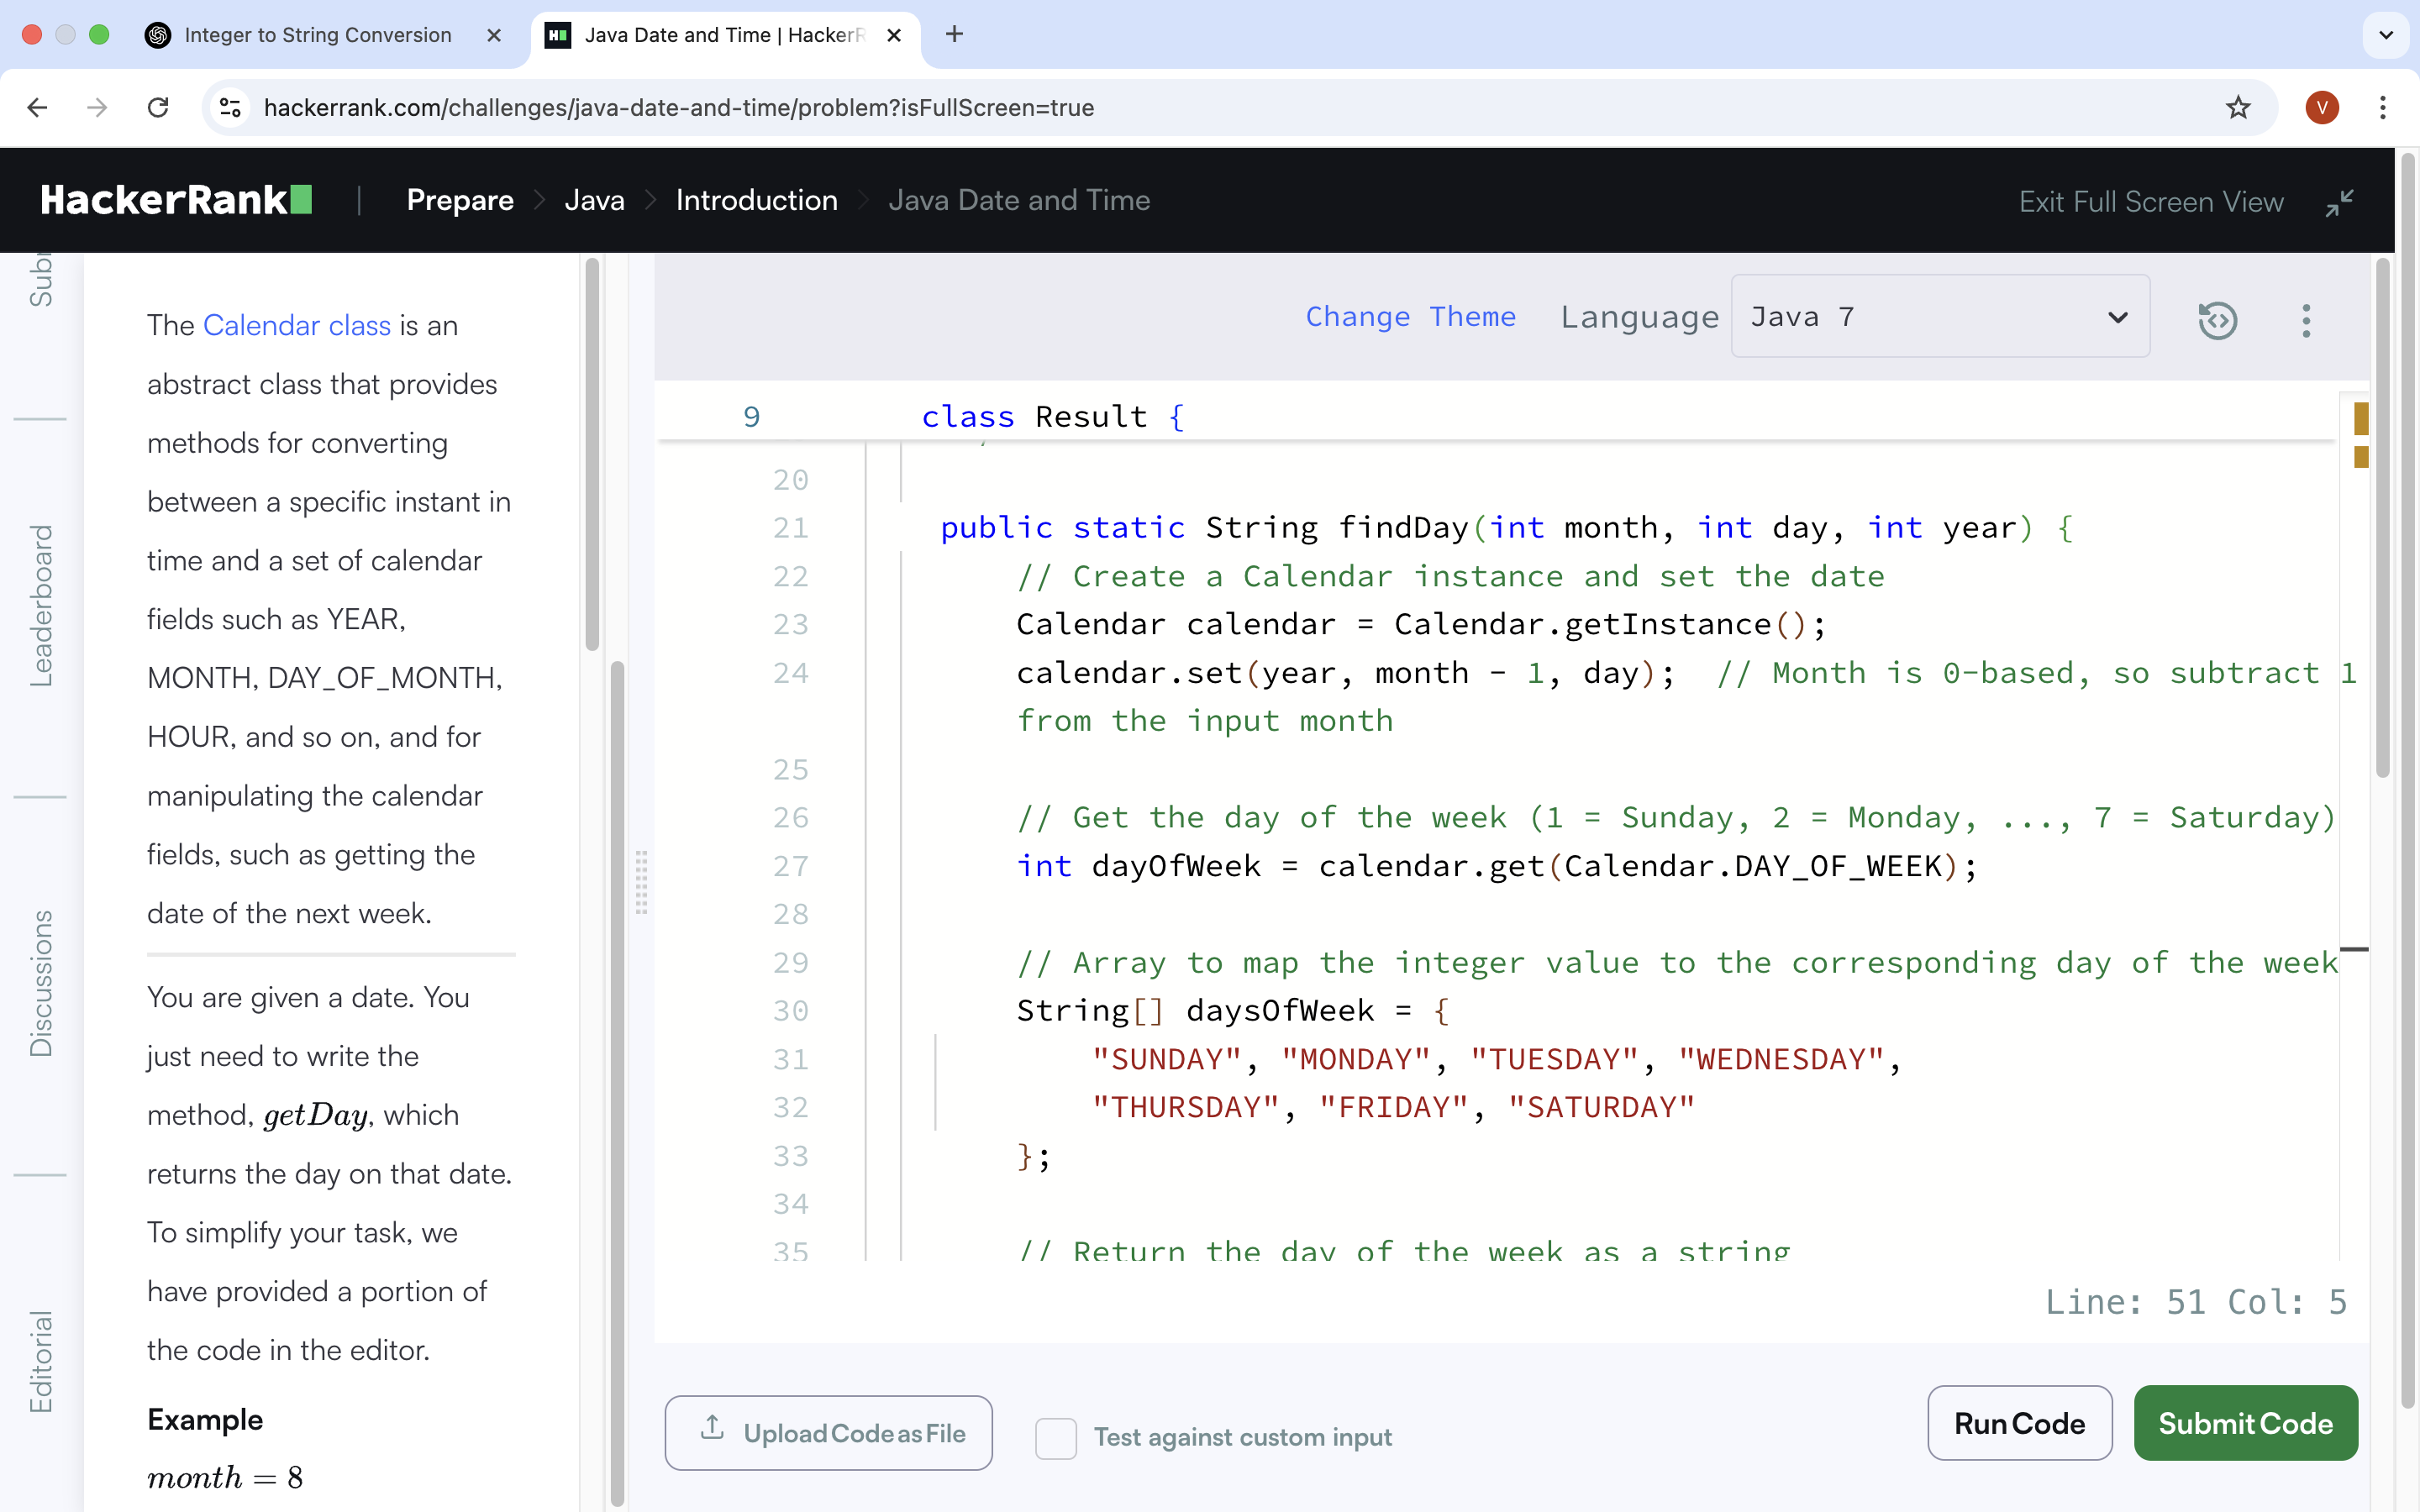 Integer to String Conversion
Java Date and Time | HackerR
hackerrank.com/challenges/java-date-and-time/problem?isFullScreen=true
V
HackerRank
Prepare
Java
Introduction
Java Date and Time
Exit Full Screen View
Leaderboard
Discussions
Editorial
The Calendar class is an
abstract class that provides
methods for converting
between a specific instant in
time and a set of calendar
fields such as YEAR,
MONTH, DAY_OF_MONTH,
HOUR, and so on, and for
manipulating the calendar
fields, such as getting the
date of the next week.
You are given a date. You
just need to write the
method, getDay, which
returns the day on that date.
To simplify your task, we
have provided a portion of
the code in the editor.
Example
month = 8
Change Theme
Language
Java 7
9 class Result {
20
21 public static String findDay(int month, int day, int year) {
22 // Create a Calendar instance and set the date
23 Calendar calendar = Calendar.getInstance();
24 calendar.set(year, month - 1, day);  // Month is 0-based, so subtract 1
from the input month
25
26 // Get the day of the week (1 = Sunday, 2 = Monday, ..., 7 = Saturday)
27 int dayOfWeek = calendar.get(Calendar.DAY_OF_WEEK);
28
29 // Array to map the integer value to the corresponding day of the week
30 String[] daysOfWeek = {
31 "SUNDAY", "MONDAY", "TUESDAY", "WEDNESDAY",
32 "THURSDAY", "FRIDAY", "SATURDAY"
33 };
34
35 // Return the day of the week as a string
Line: 51 Col: 5
Upload Code as File
Test against custom input
Run Code
Submit Code